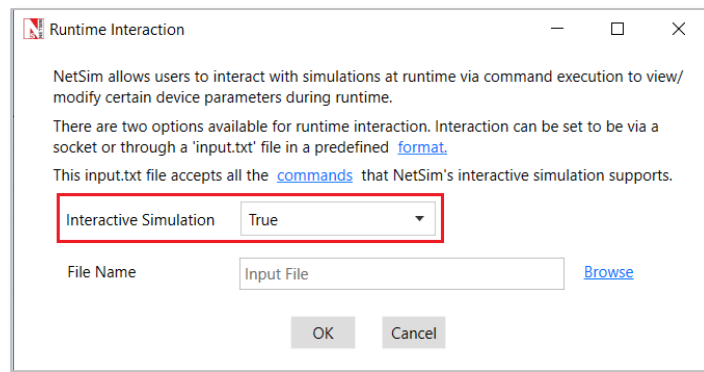 Runtime Interaction
NetSim allows users to interact with simulations at runtime via command execution to view/
modify certain device parameters during runtime.
There are two options available for runtime interaction. Interaction can be set to be via a
socket or through a 'input.txt' file in a predefined format.
This input.txt file accepts all the commands that NetSim's interactive simulation supports.
Interactive Simulation True
File Name Input File Browse
OK Cancel